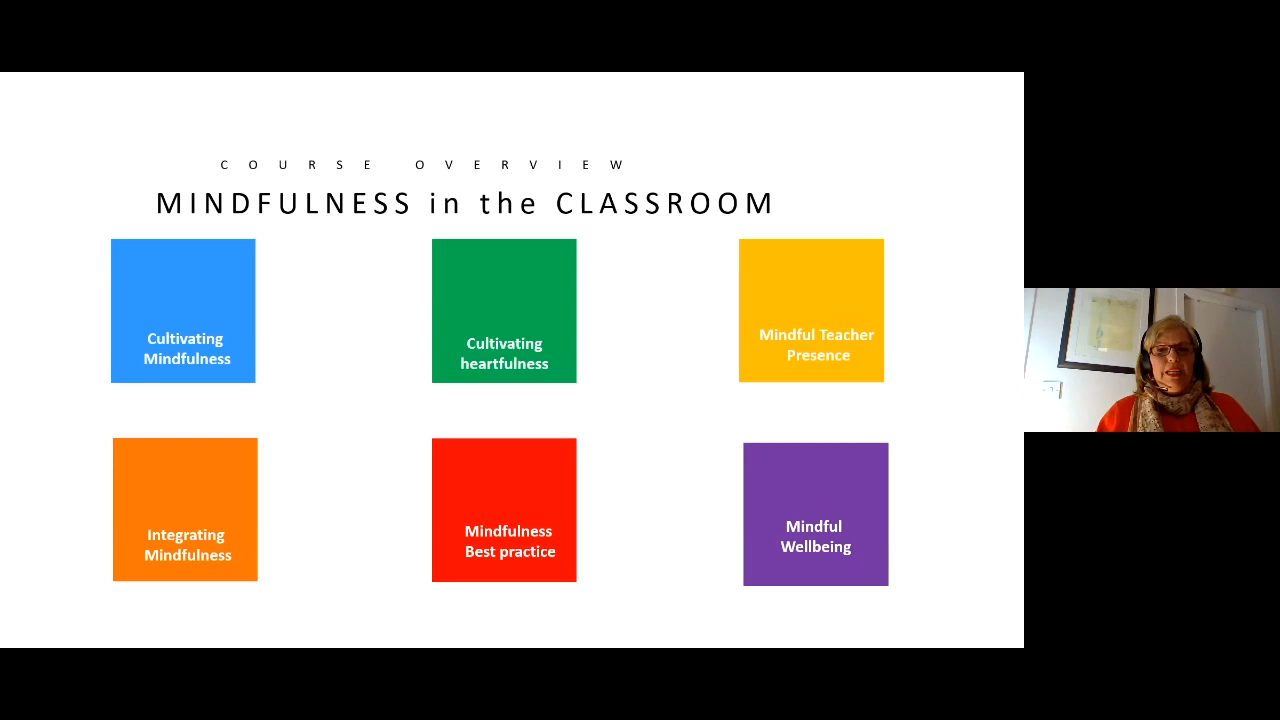 COURSE OVERVIEW
MINDFULNESS in the CLASSROOM
Cultivating
Mindfulness
Cultivating
heartfulness
Mindful Teacher
Presence
Integrating
Mindfulness
Mindfulness
Best practice
Mindful
Wellbeing